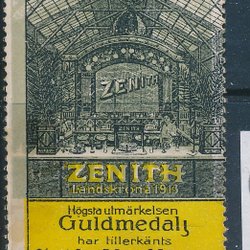 ZENITH
ZENITH
Landskrona 1913
Högsta utmärkelsen
Guldmedalj
har tillerkänts